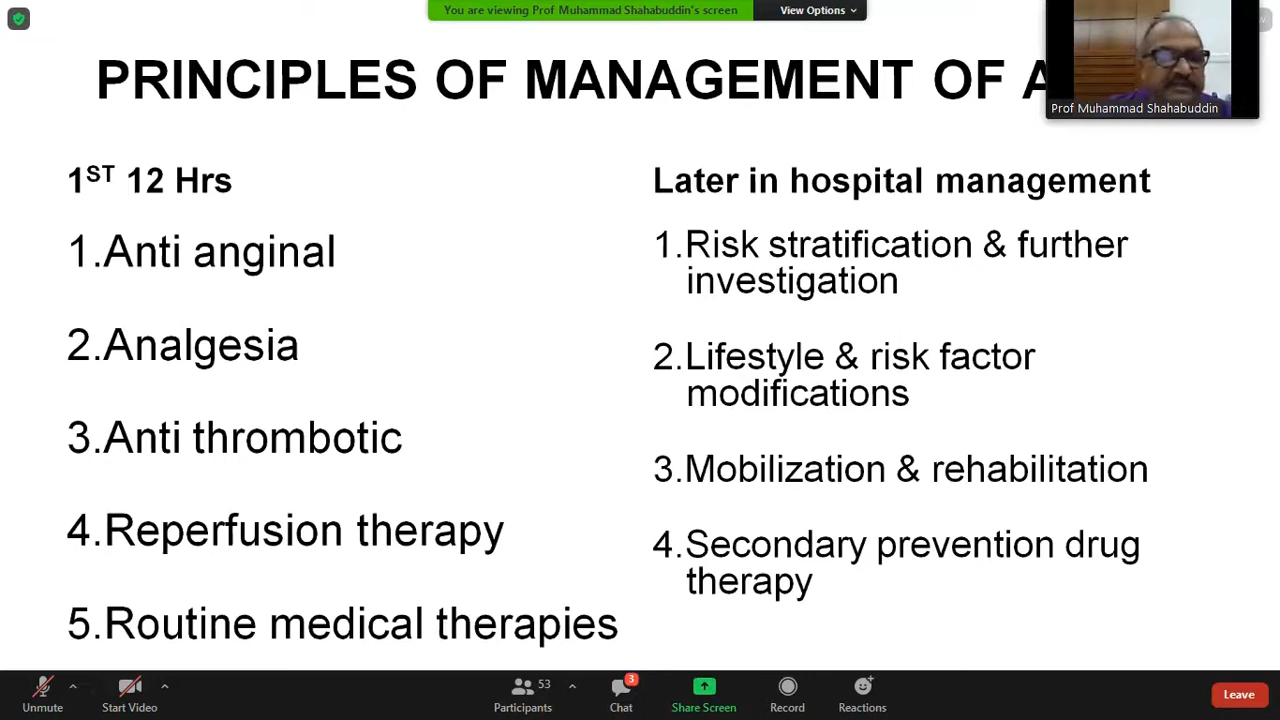 You are viewing Prof Muhammad Shahabuddin's screen
View Options
PRINCIPLES OF MANAGEMENT OF
Prof Muhammad Shahabuddin
1ST 12 Hrs
1.Anti anginal
2.Analgesia
3.Anti thrombotic
4.Reperfusion therapy
5.Routine medical therapies
Later in hospital management
1.Risk stratification & further
investigation
2.Lifestyle & risk factor
modifications
3.Mobilization & rehabilitation
4.Secondary prevention drug
therapy
Unmute
Start Video
53
Participants
3
Chat
Share Screen
Record
Reactions
Leave